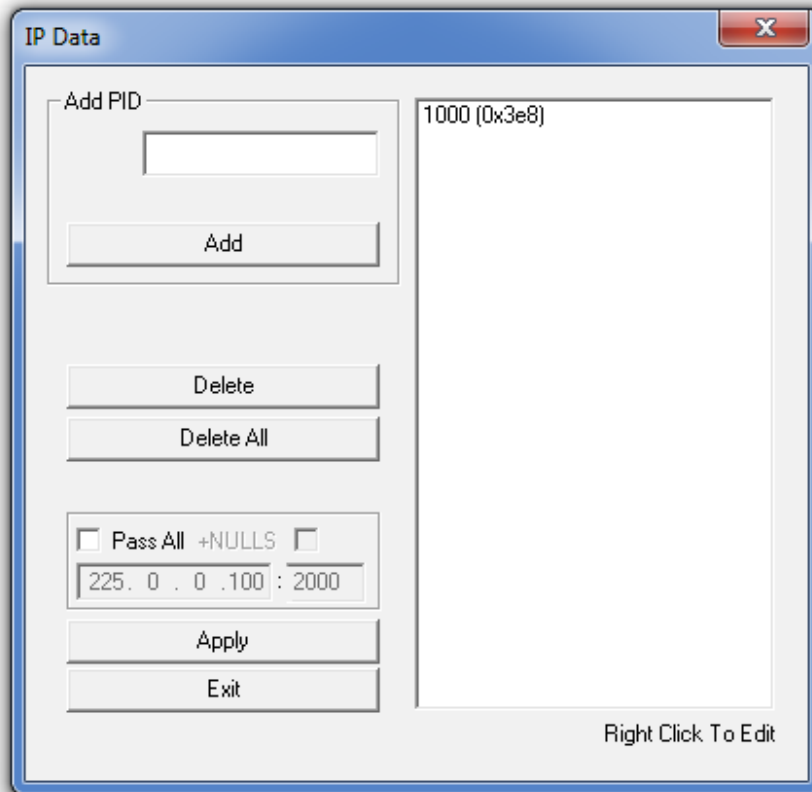 IP Data
X
Add PID
Add
Delete
Delete All
Pass All +NULLS
225. 0 . 0 .100 : 2000
Apply
Exit
1000 (0x3e8)
Right Click To Edit